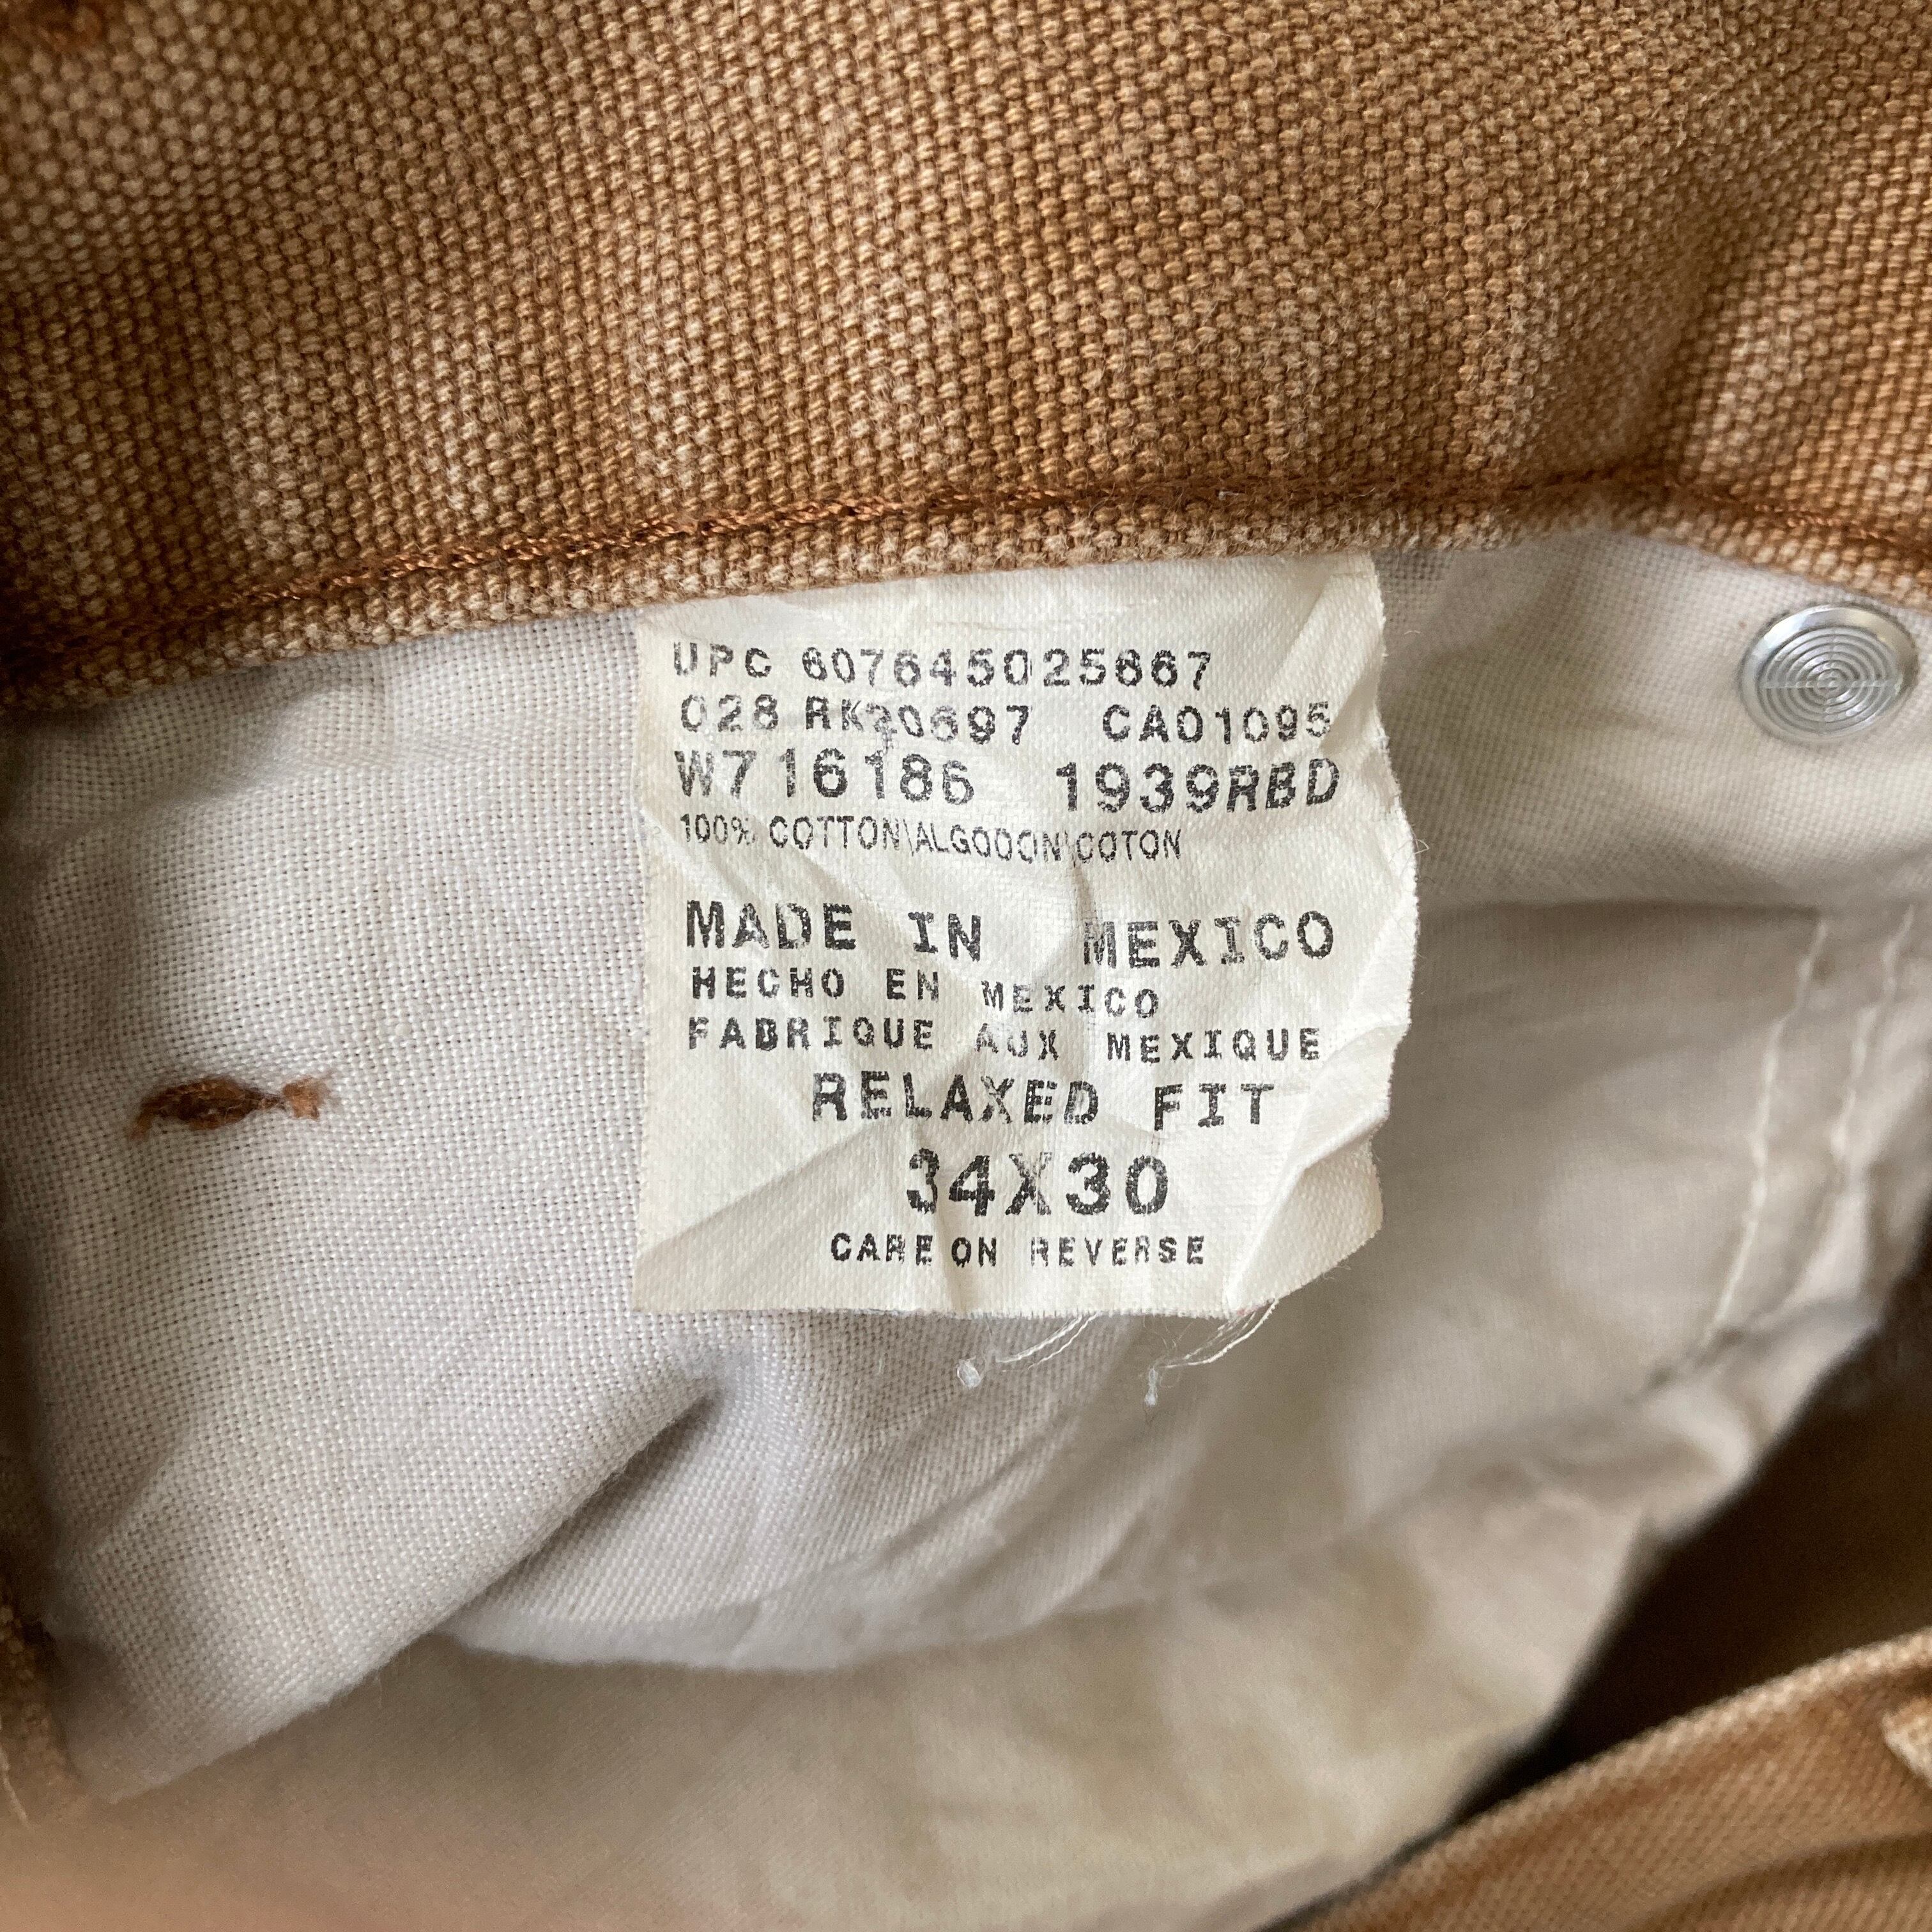 UPC 607645025667
028 RK20697 CA01095
W716186 1939RBD
100% COTTON\ALGODON\COTON
MADE IN MEXICO
HECHO EN MEXICO
FABRIQUE AUX MEXIQUE
RELAXED FIT
34X30
CARE ON REVERSE